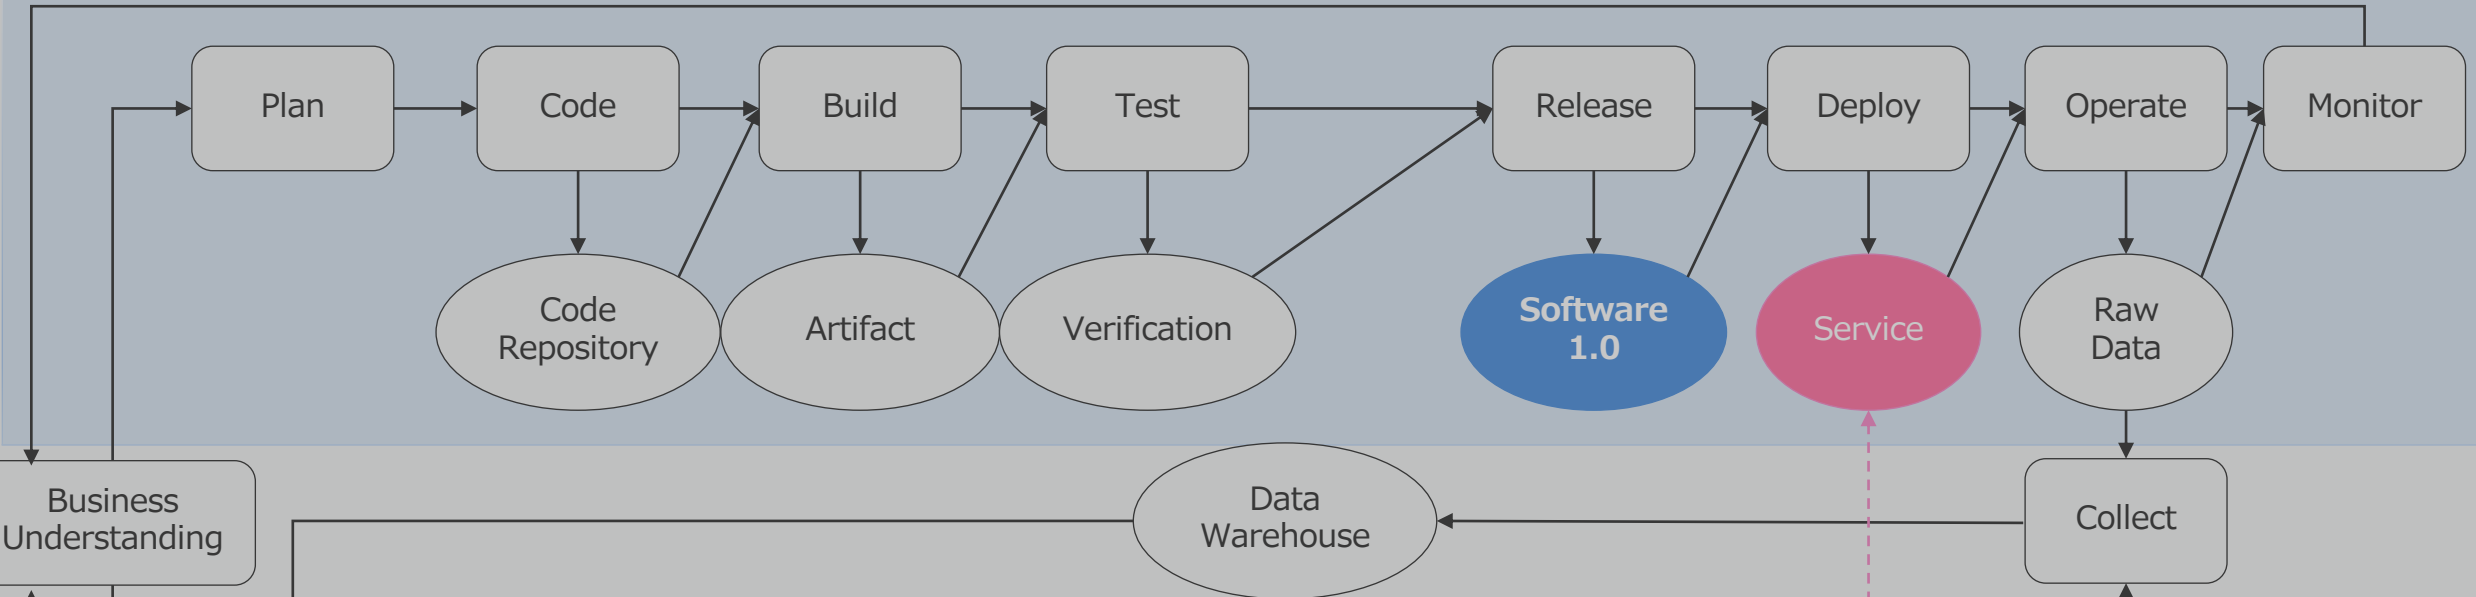 Plan
Code
Build
Test
Release
Deploy
Operate
Monitor
Code
Repository
Artifact
Verification
Software
1.0
Service
Raw
Data
Business
Understanding
Data
Warehouse
Collect